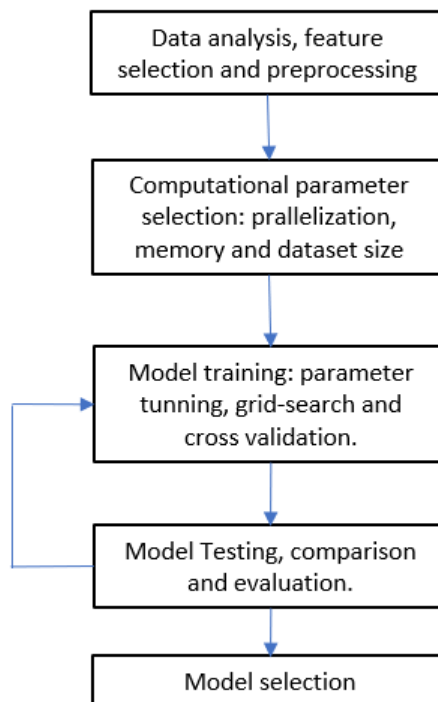 Data analysis, feature
selection and preprocessing
Computational parameter
selection: prallelization,
memory and dataset size
Model training: parameter
tunning, grid-search and
cross validation.
Model Testing, comparison
and evaluation.
Model selection